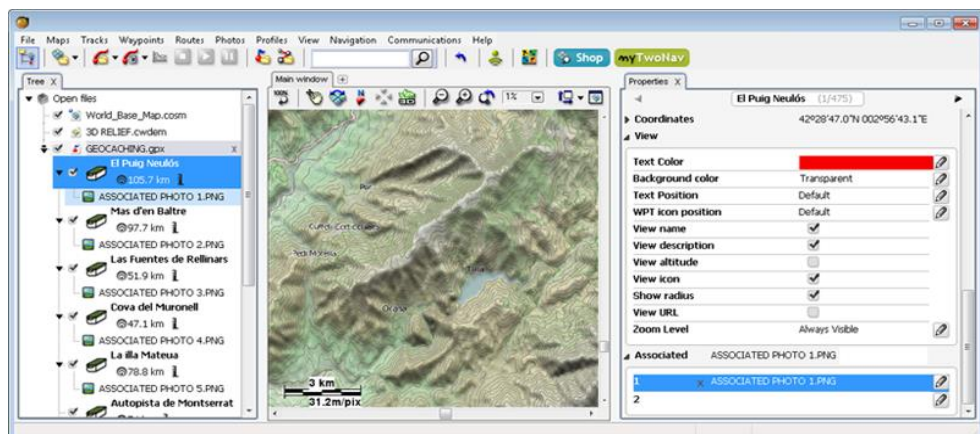 File Maps Tracks Waypoints Routes Photos Profiles View Navigation Communications Help
Shop
myTwoNav
Tree X
Open files
World_Base_Map.cosm
3D RELIEF.cwdem
GEOCACHING.gpx x
El Puig Neulós
105.7 km
ASSOCIATED PHOTO 1.PNG
Mas d'en Baltre
97.7 km
ASSOCIATED PHOTO 2.PNG
Las Fuentes de Rellinars
51.9 km
ASSOCIATED PHOTO 3.PNG
Cova del Muronell
47.1 km
ASSOCIATED PHOTO 4.PNG
La illa Mateua
78.8 km
ASSOCIATED PHOTO 5.PNG
Autopista de Montserrat
Main window
100%
1%
Ocaña
3 km
31.2m/pix
Properties X
El Puig Neulós (1/475)
Coordinates 42º28'47.0"N 002º56'43.1"E
View
Text Color
Background color Transparent
Text Position Default
WPT icon position Default
View name
View description
View altitude
View icon
Show radius
View URL
Zoom Level Always Visible
Associated ASSOCIATED PHOTO 1.PNG
1 x ASSOCIATED PHOTO 1.PNG
2